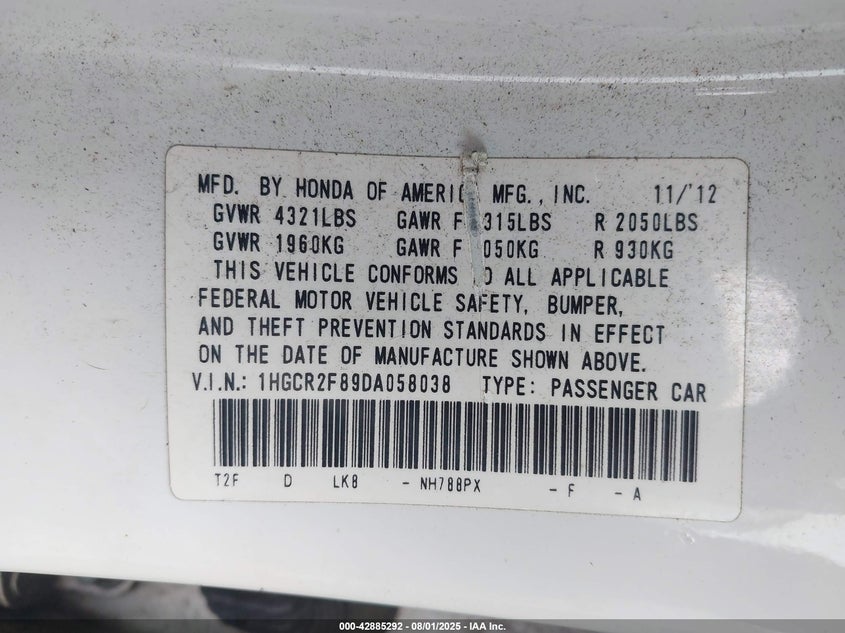 MFD. BY HONDA OF AMERIC MFG., INC. 11/'12
GVWR 4321LBS GAWR F 315LBS R 2050LBS
GVWR 1960KG GAWR F 050KG R 930KG
THIS VEHICLE CONFORMS O ALL APPLICABLE
FEDERAL MOTOR VEHICLE SAFETY, BUMPER,
AND THEFT PREVENTION STANDARDS IN EFFECT
ON THE DATE OF MANUFACTURE SHOWN ABOVE.
V.I.N.: 1HGCR2F89DA058038 TYPE: PASSENGER CAR
T2F D LK8 - NH788PX - F - A
000-42885292 - 08/01/2025 - IAA Inc.